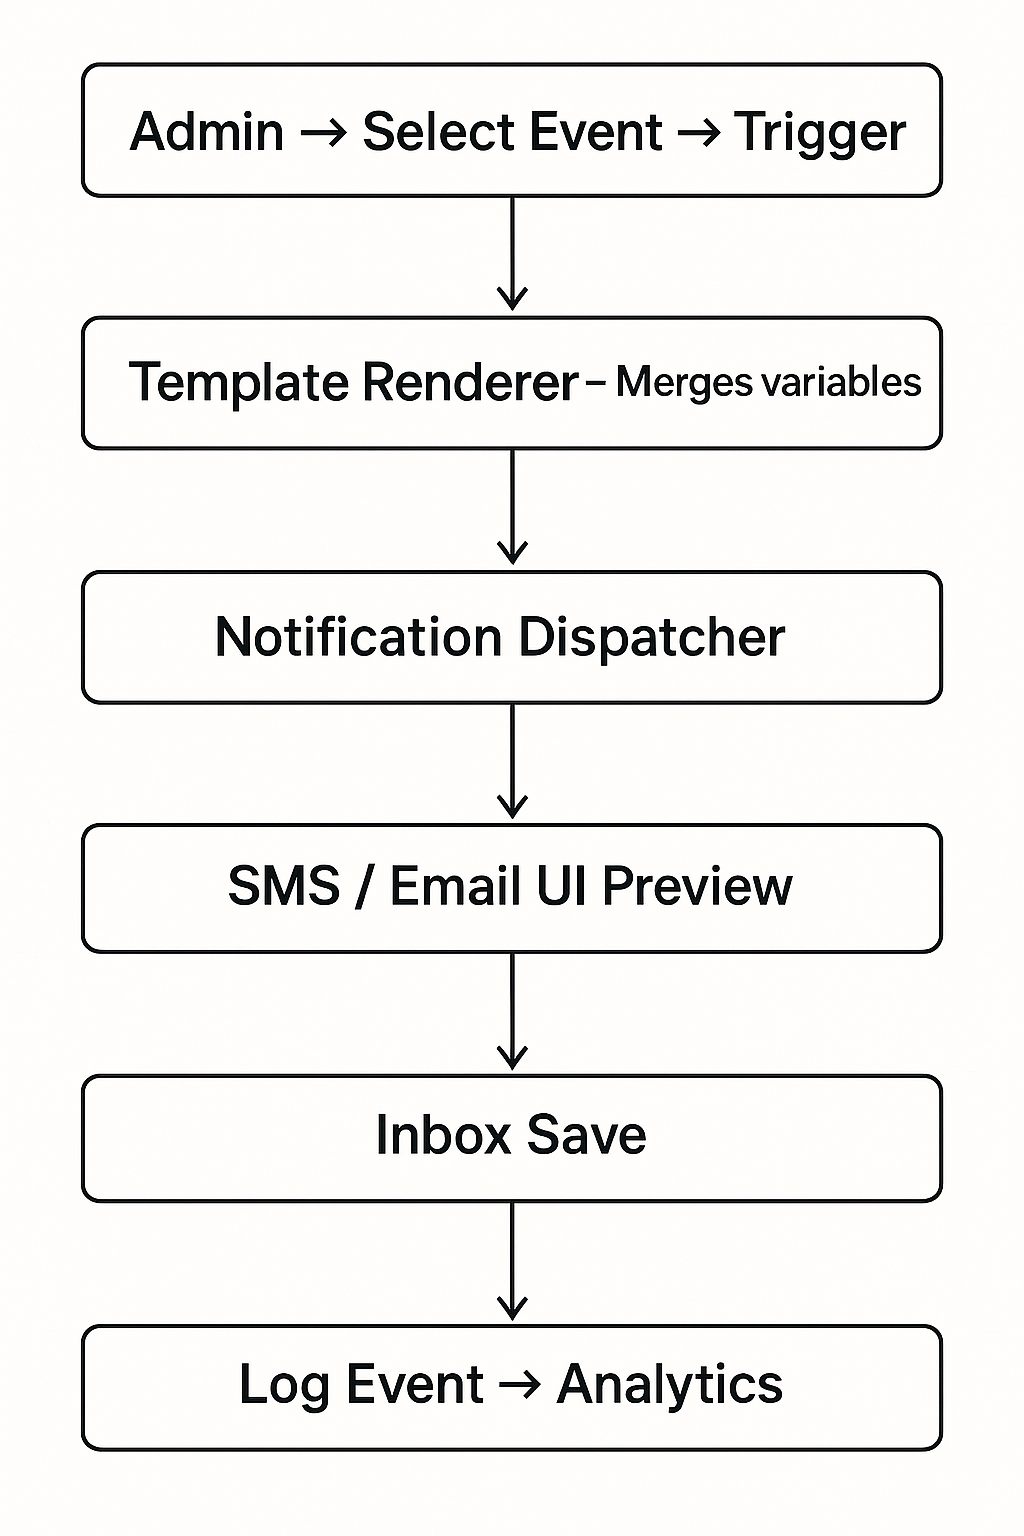 Admin → Select Event → Trigger
Template Renderer – Merges variables
Notification Dispatcher
SMS / Email UI Preview
Inbox Save
Log Event → Analytics